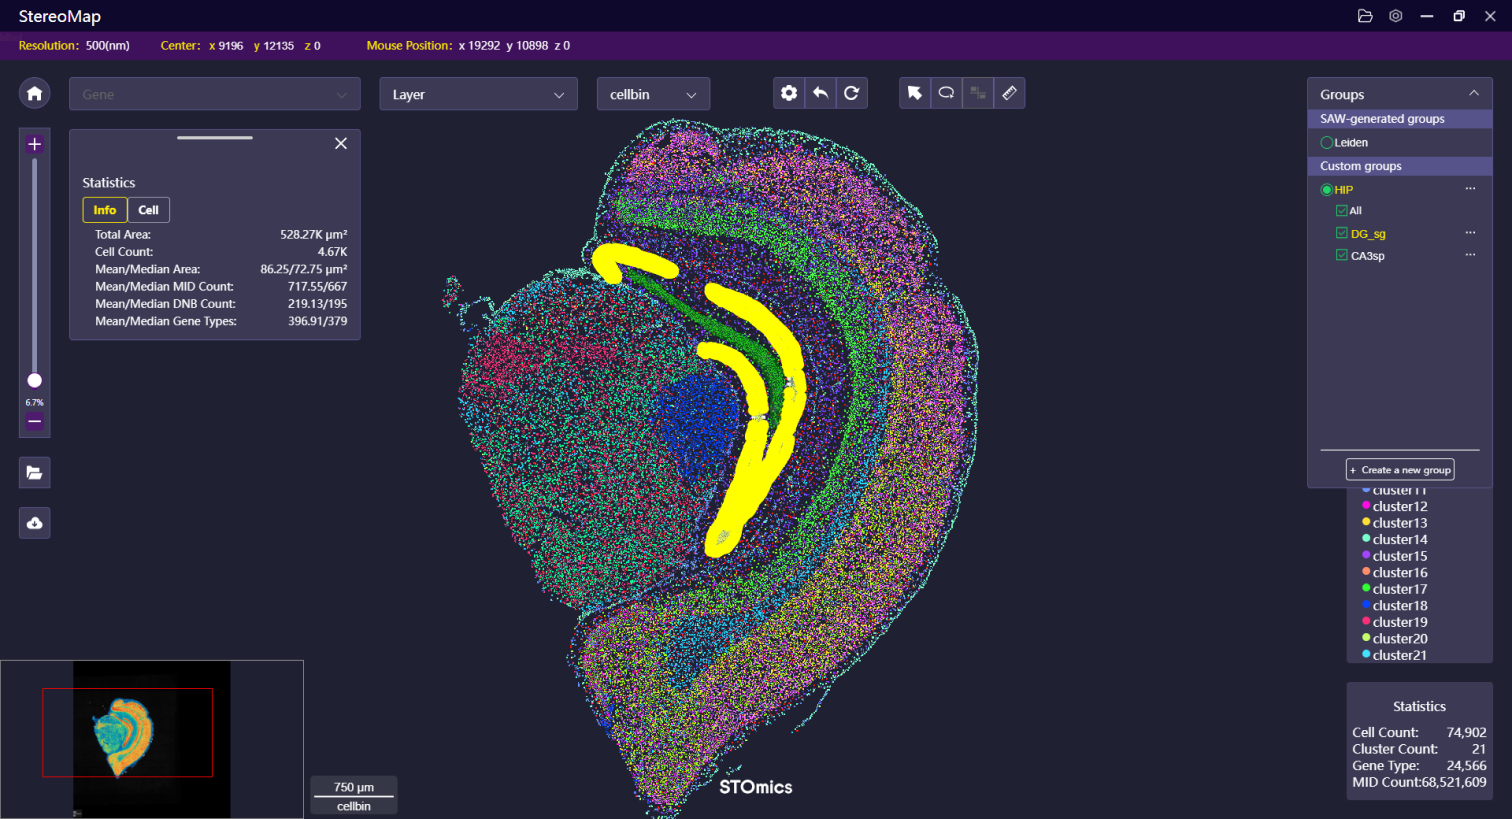 StereoMap
Resolution: 500(nm) Center: x 9196 y 12135 z 0 Mouse Position: x 19292 y 10898 z 0
Gene
Layer
cellbin
Groups
SAW-generated groups
Leiden
Custom groups
HIP
All
DG_sg
CA3sp
+ Create a new group
Statistics
Info Cell
Total Area: 528.27K μm²
Cell Count: 4.67K
Mean/Median Area: 86.25/72.75 μm²
Mean/Median MID Count: 717.55/667
Mean/Median DNB Count: 219.13/195
Mean/Median Gene Types: 396.91/379
6.7%
cluster11
cluster12
cluster13
cluster14
cluster15
cluster16
cluster17
cluster18
cluster19
cluster20
cluster21
Statistics
Cell Count: 74,902
Cluster Count: 21
Gene Type: 24,566
MID Count:68,521,609
750 μm
cellbin
STOmics